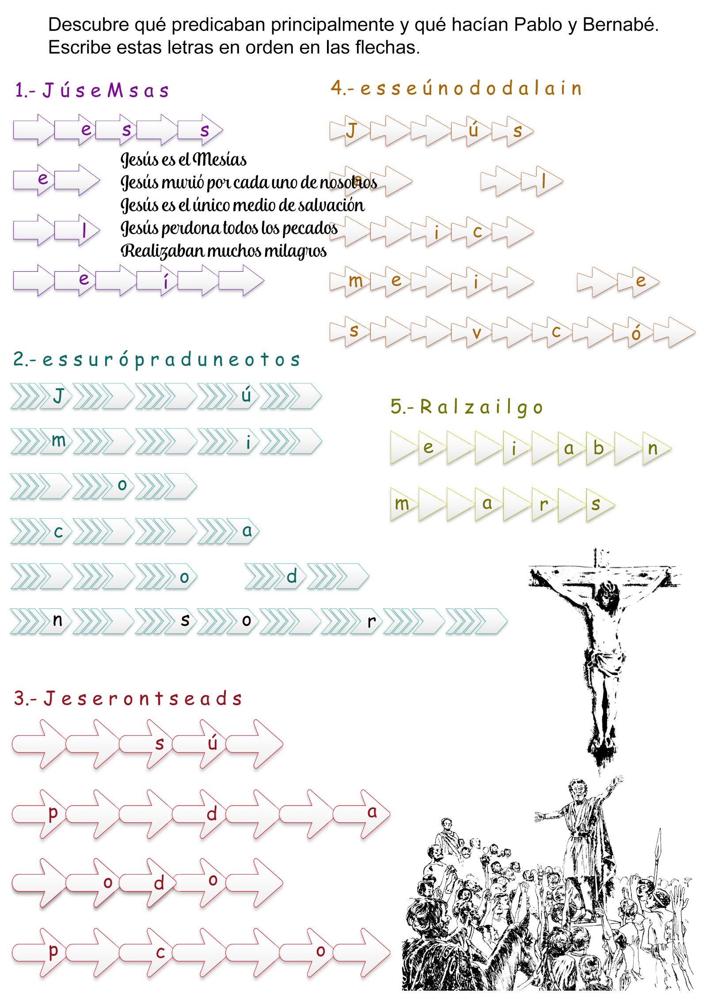 Descubre qué predicaban principalmente y qué hacían Pablo y Bernabé.
Escribe estas letras en orden en las flechas.
1.- J ú s e M s a s
e s s
e
l
e í
Jesús es el Mesías
Jesús murió por cada uno de nosotros
Jesús es el único medio de salvación
Jesús perdona todos los pecados
Realizaban muchos milagros
4.- e s s e ú n o d o d a l a i n
J ú s
e l
i c
m e i e
s v c ó
2.- e s s u r ó p r a d u n e o t o s
J ú
m i
o
c a
o d
n s o r
5.- R a l z a i l g o
e i a b n
m a r s
3.- J e s e r o n t s e a d s
s ú
p d a
o d o
p c o